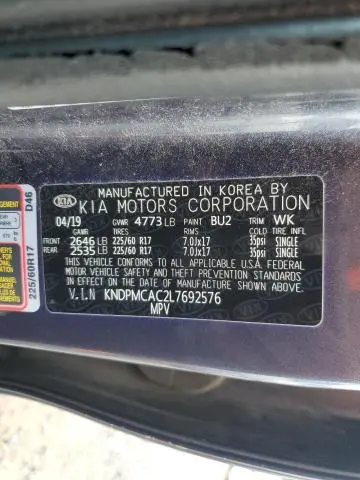 MANUFACTURED IN KOREA BY
KIA KIA MOTORS CORPORATION
04/19 GVWR 4773 LB PAINT BU2 TRIM WK
TIRES RIMS COLD TIRE INFL
FRONT 2646 LB 225/60 R17 7.0Jx17 35psi SINGLE
REAR 2535 LB 225/60 R17 7.0Jx17 35psi SINGLE
THIS VEHICLE CONFORMS TO ALL APPLICABLE U.S.A. FEDERAL
MOTOR VEHICLE SAFETY, BUMPER, AND THEFT PREVENTION STANDARDS
IN EFFECT ON THE DATE OF MANUFACTURE SHOWN ABOVE.
V.I.N KNDPMCAC2L7692576
MPV
D46
225/60R17